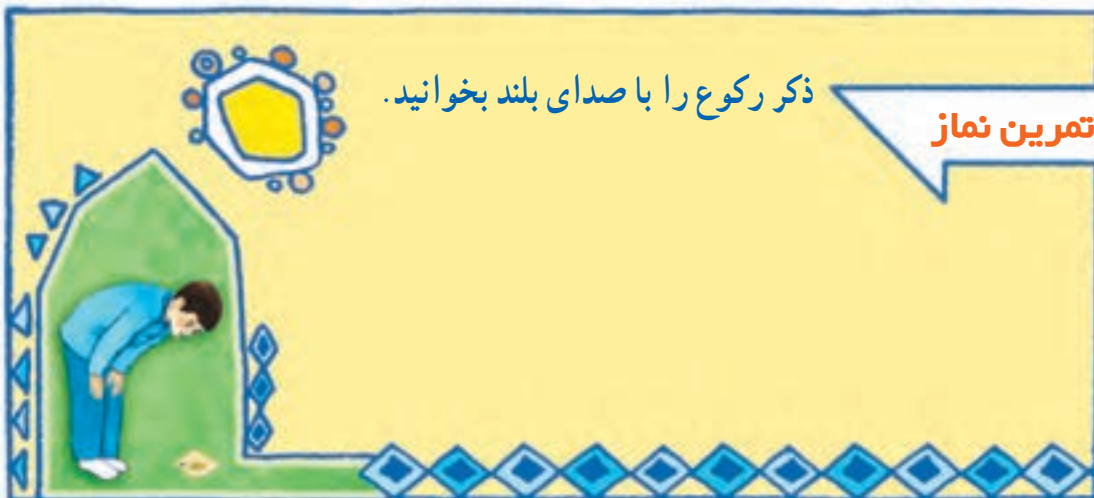 تمرین نماز
ذکر رکوع را با صدای بلند بخوانید.